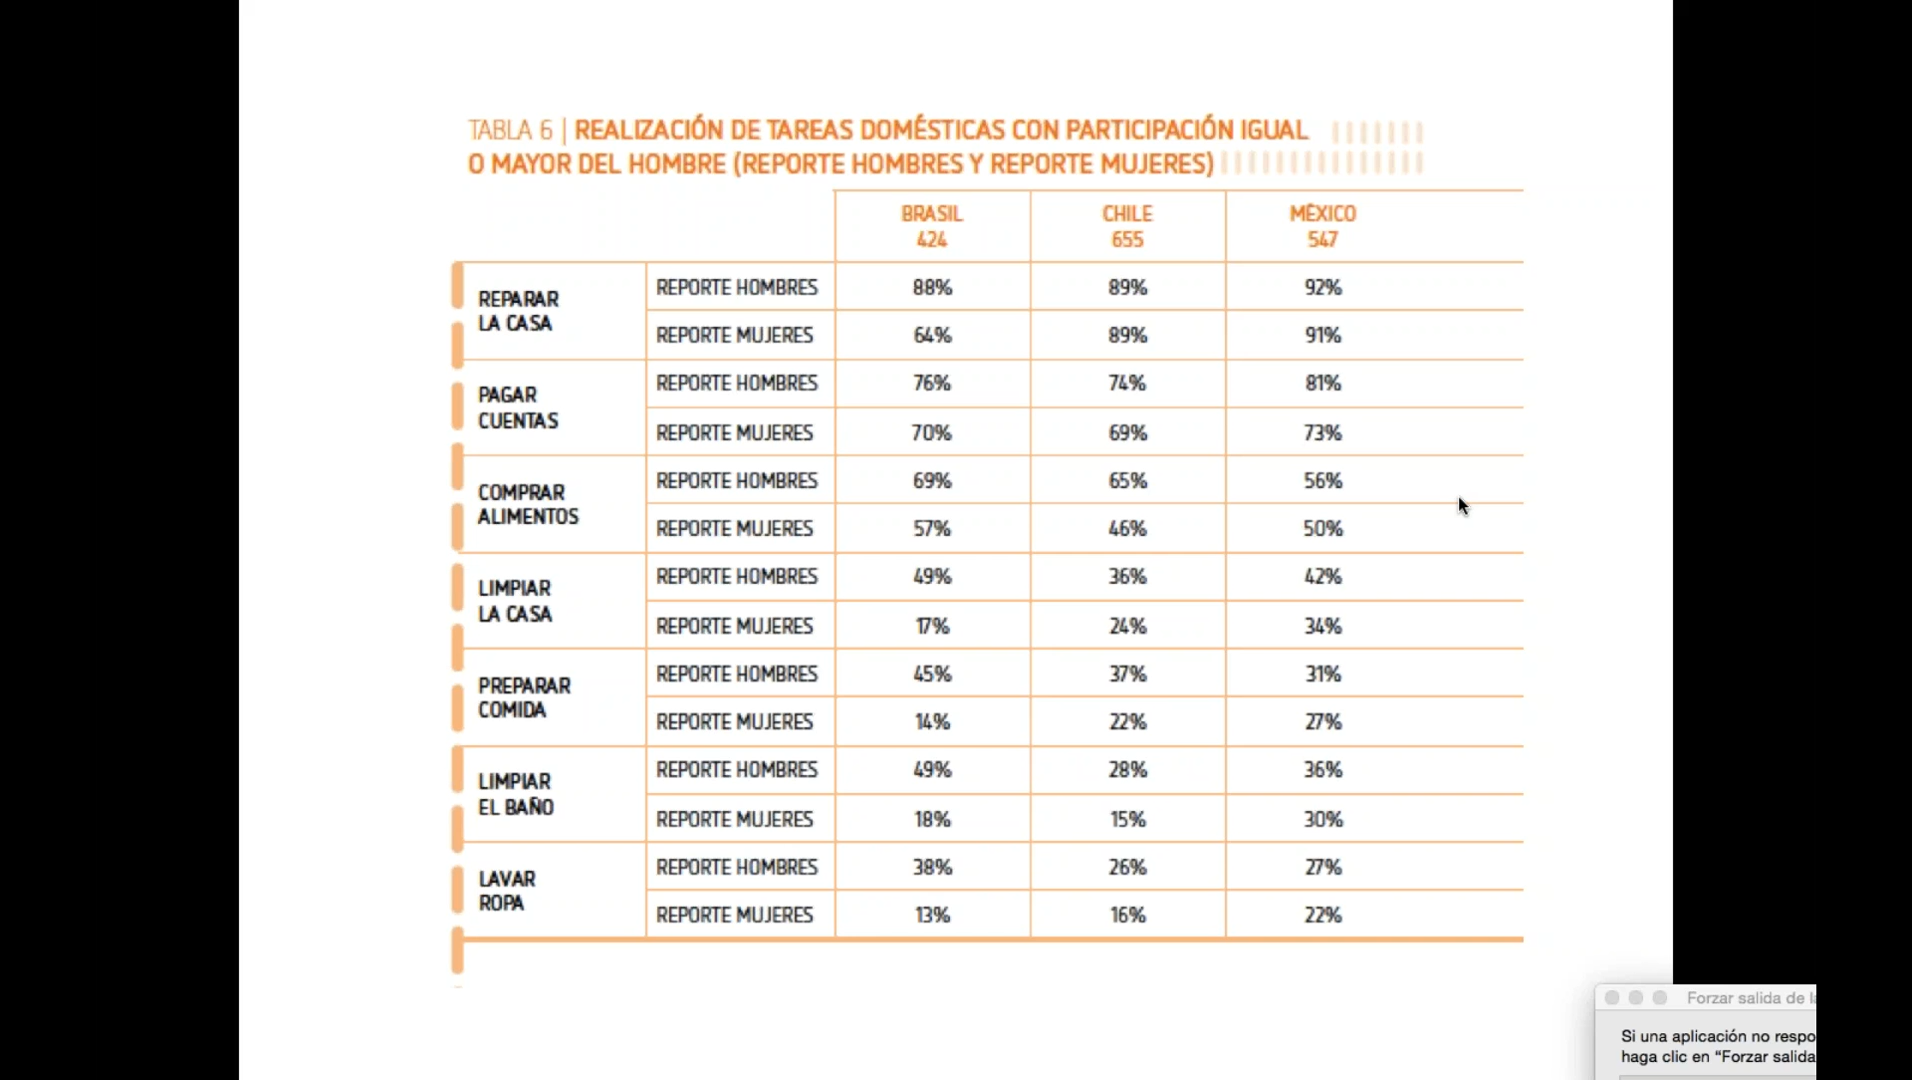 TABLA 6 | REALIZACIÓN DE TAREAS DOMÉSTICAS CON PARTICIPACIÓN IGUAL
O MAYOR DEL HOMBRE (REPORTE HOMBRES Y REPORTE MUJERES)
BRASIL CHILE MÉXICO
424 655 547
REPARAR
LA CASA
REPORTE HOMBRES 88% 89% 92%
REPORTE MUJERES 64% 89% 91%
PAGAR
CUENTAS
REPORTE HOMBRES 76% 74% 81%
REPORTE MUJERES 70% 69% 73%
COMPRAR
ALIMENTOS
REPORTE HOMBRES 69% 65% 56%
REPORTE MUJERES 57% 46% 50%
LIMPIAR
LA CASA
REPORTE HOMBRES 49% 36% 42%
REPORTE MUJERES 17% 24% 34%
PREPARAR
COMIDA
REPORTE HOMBRES 45% 37% 31%
REPORTE MUJERES 14% 22% 27%
LIMPIAR
EL BAÑO
REPORTE HOMBRES 49% 28% 36%
REPORTE MUJERES 18% 15% 30%
LAVAR
ROPA
REPORTE HOMBRES 38% 26% 27%
REPORTE MUJERES 13% 16% 22%
Forzar salida de
Si una aplicación no
haga clic en “Forzar salida